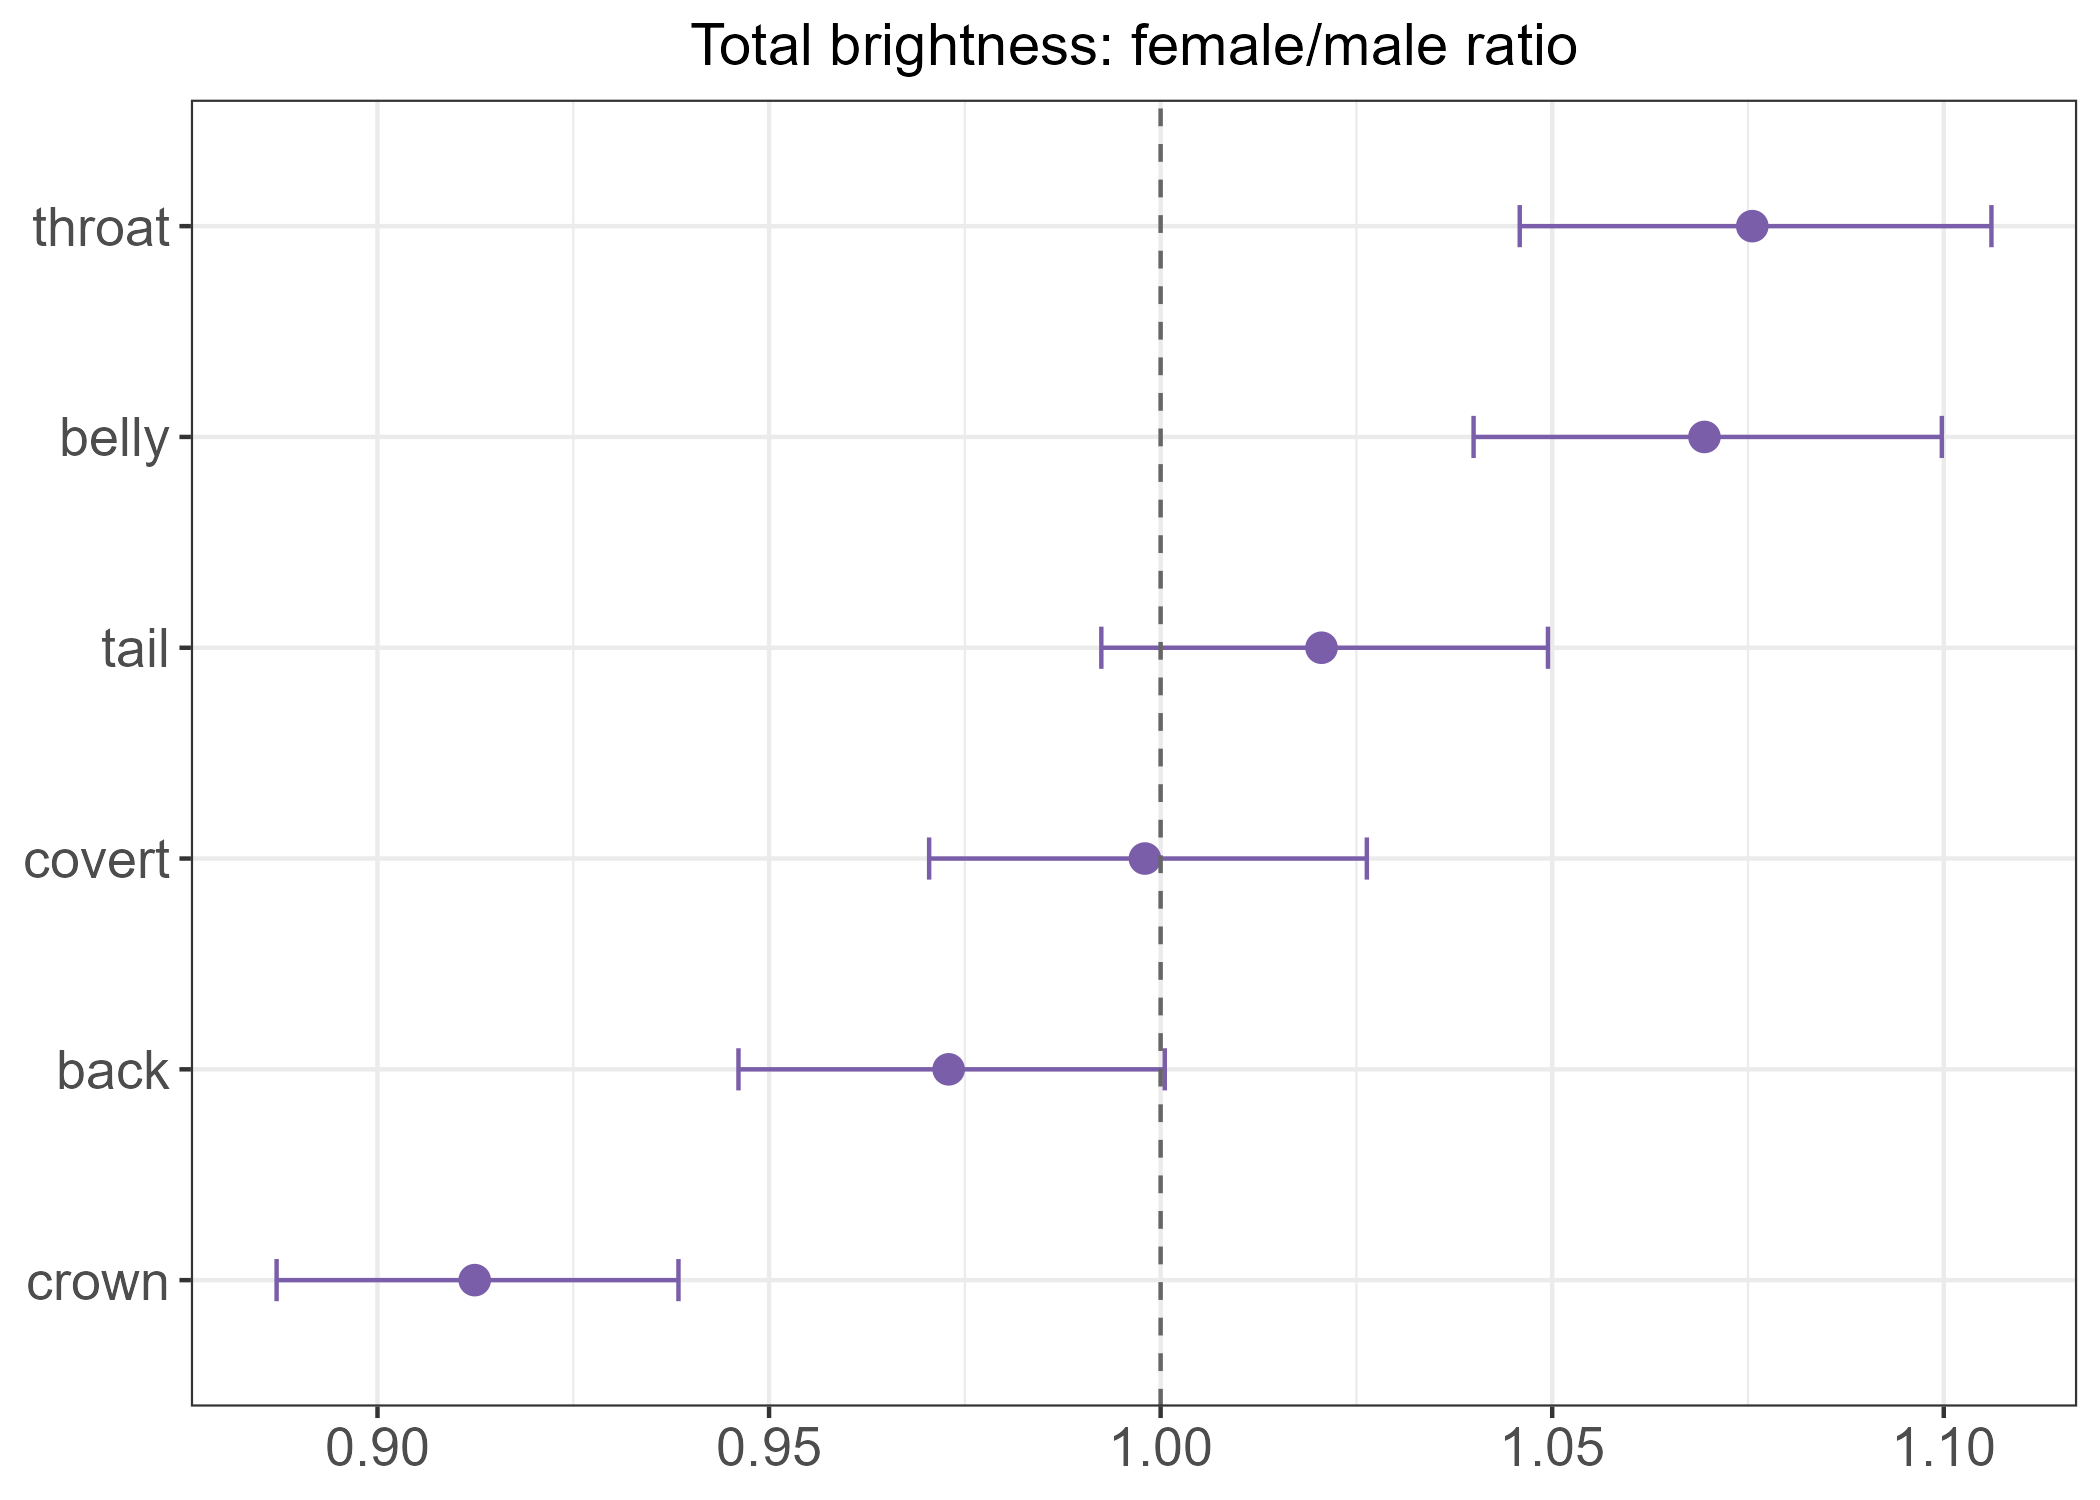 Total brightness: female/male ratio
throat
belly
tail
covert
back
crown
0.90 0.95 1.00 1.05 1.10